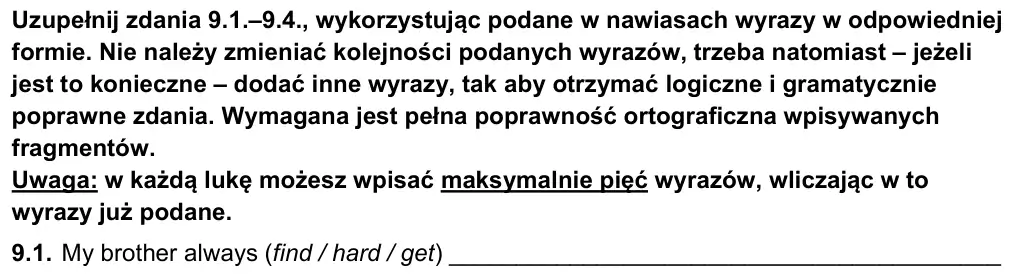 Uzupełnij zdania 9.1.–9.4., wykorzystując podane w nawiasach wyrazy w odpowiedniej
formie. Nie należy zmieniać kolejności podanych wyrazów, trzeba natomiast – jeżeli
jest to konieczne – dodać inne wyrazy, tak aby otrzymać logiczne i gramatycznie
poprawne zdania. Wymagana jest pełna poprawność ortograficzna wpisywanych
fragmentów.
Uwaga: w każdą lukę możesz wpisać maksymalnie pięć wyrazów, wliczając w to
wyrazy już podane.
9.1. My brother always (find / hard / get) ________________________________________